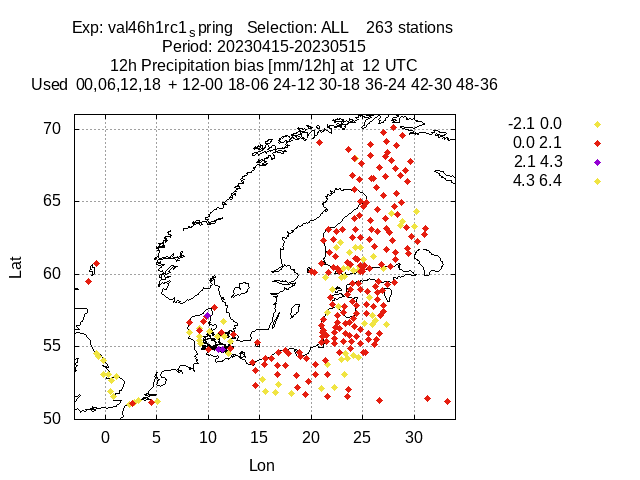 Exp: val46h1rc1spring Selection: ALL 263 stations
Period: 20230415-20230515
12h Precipitation bias [mm/12h] at 12 UTC
Used 00,06,12,18 + 12-00 18-06 24-12 30-18 36-24 42-30 48-36
-2.1 0.0
0.0 2.1
2.1 4.3
4.3 6.4
70
65
60
55
50
Lat
0 5 10 15 20 25 30
Lon